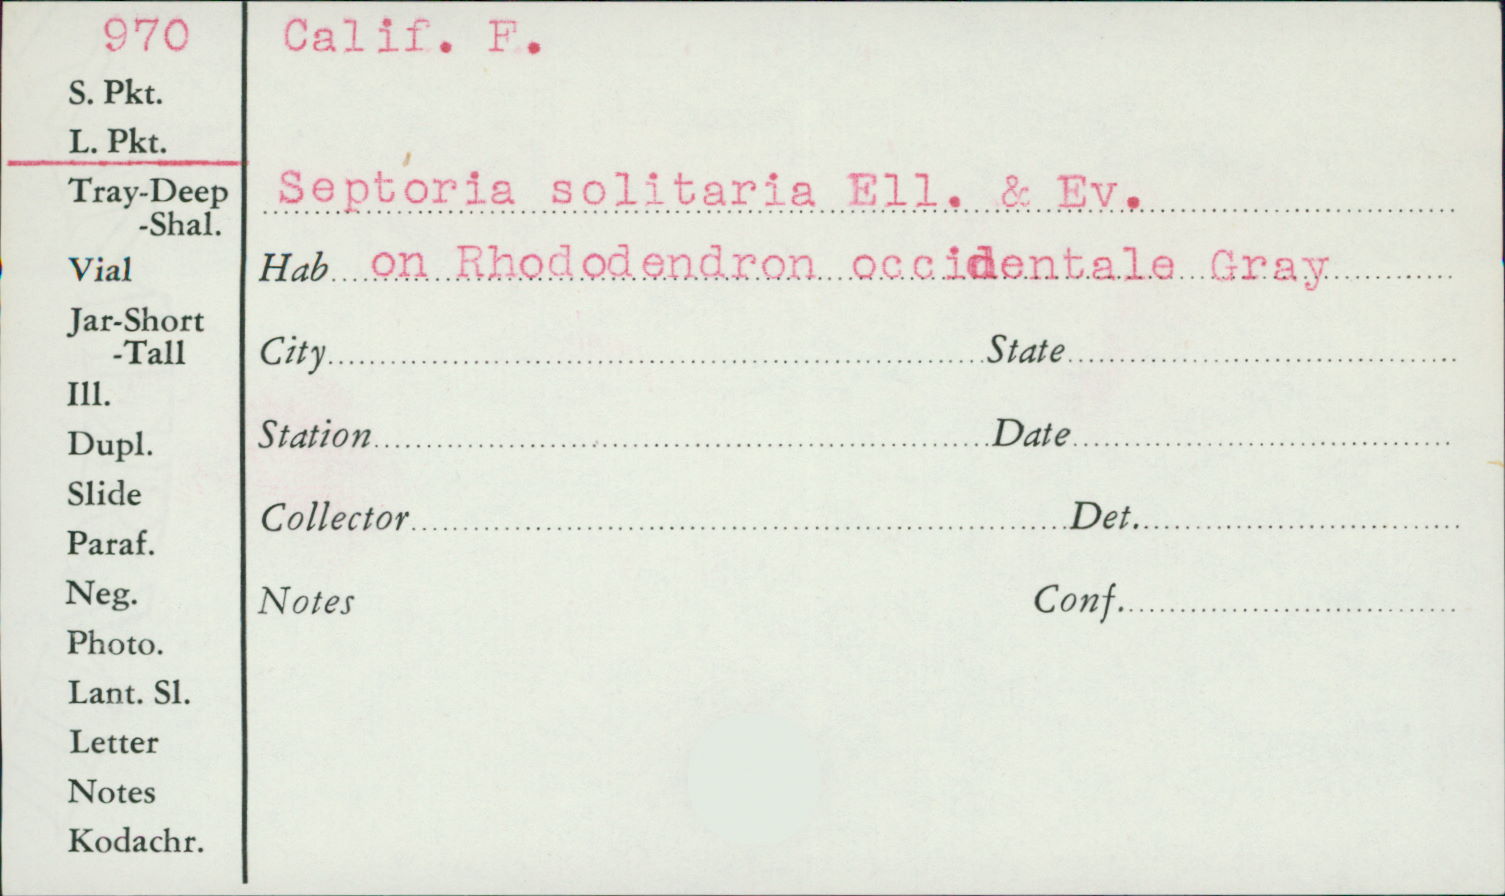 970
Calif. F.
S. Pkt.
L. Pkt.
Tray-Deep
-Shal.
Vial
Jar-Short
-Tall
Ill.
Dupl.
Slide
Paraf.
Neg.
Photo.
Lant. Sl.
Letter
Notes
Kodachr.
Septoria solitaria Ell. & Ev.
Hab on Rhododendron occidentale Gray
City State
Station Date
Collector Det.
Notes Conf.